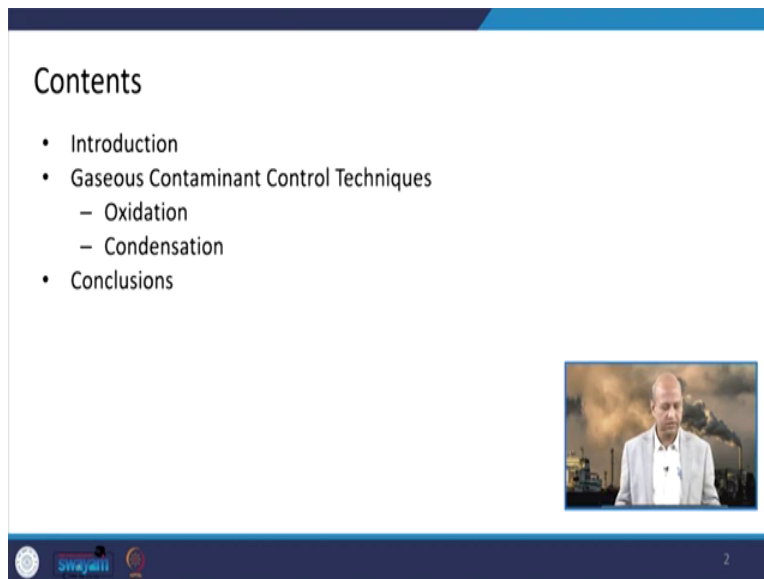 Contents
• Introduction
• Gaseous Contaminant Control Techniques
– Oxidation
– Condensation
• Conclusions
swayam
2